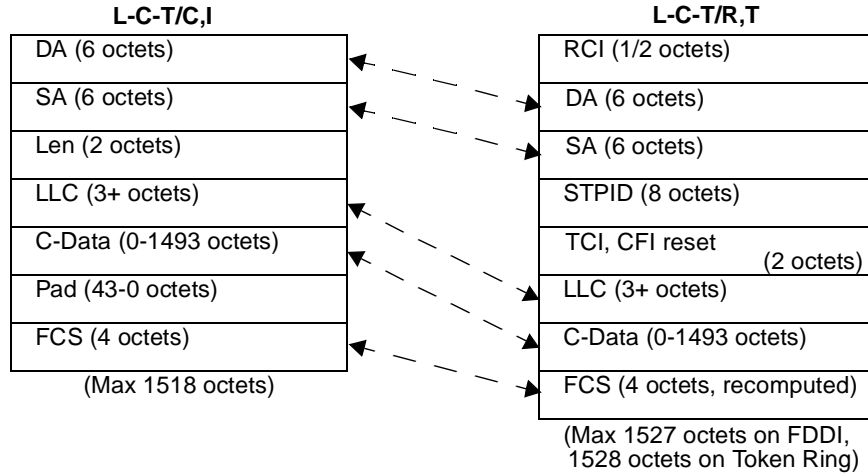 L-C-T/C,I
DA (6 octets)
SA (6 octets)
Len (2 octets)
LLC (3+ octets)
C-Data (0-1493 octets)
Pad (43-0 octets)
FCS (4 octets)
(Max 1518 octets)
L-C-T/R,T
RCI (1/2 octets)
DA (6 octets)
SA (6 octets)
STPID (8 octets)
TCI, CFI reset
(2 octets)
LLC (3+ octets)
C-Data (0-1493 octets)
FCS (4 octets, recomputed)
(Max 1527 octets on FDDI,
1528 octets on Token Ring)